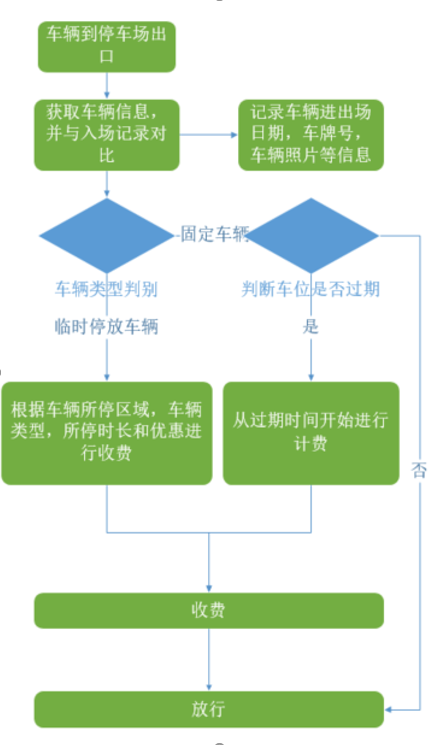 车辆到停车场出
口
获取车辆信息，
并与入场记录对
比
记录车辆进出场
日期，车牌号，
车辆照片等信息
固定车辆
车辆类型判别
判断车位是否过期
临时停放车辆
是
根据车辆所停区域，车辆
类型，所停时长和优惠进
行收费
从过期时间开始进行
计费
否
收费
放行